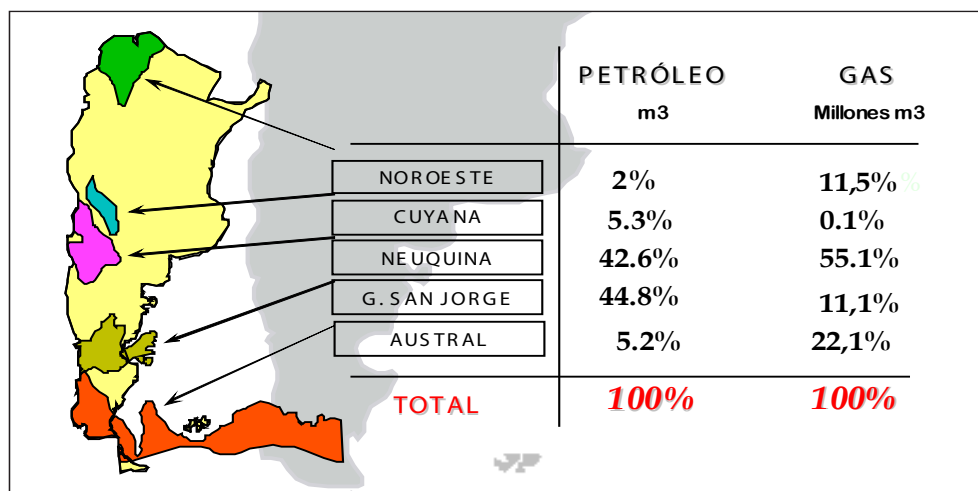 PETRÓLEO GAS
m3 Millones m3
NOROESTE 2% 11,5%%
CUYANA 5.3% 0.1%
NEUQUINA 42.6% 55.1%
G. SAN JORGE 44.8% 11,1%
AUSTRAL 5.2% 22,1%
TOTAL 100% 100%